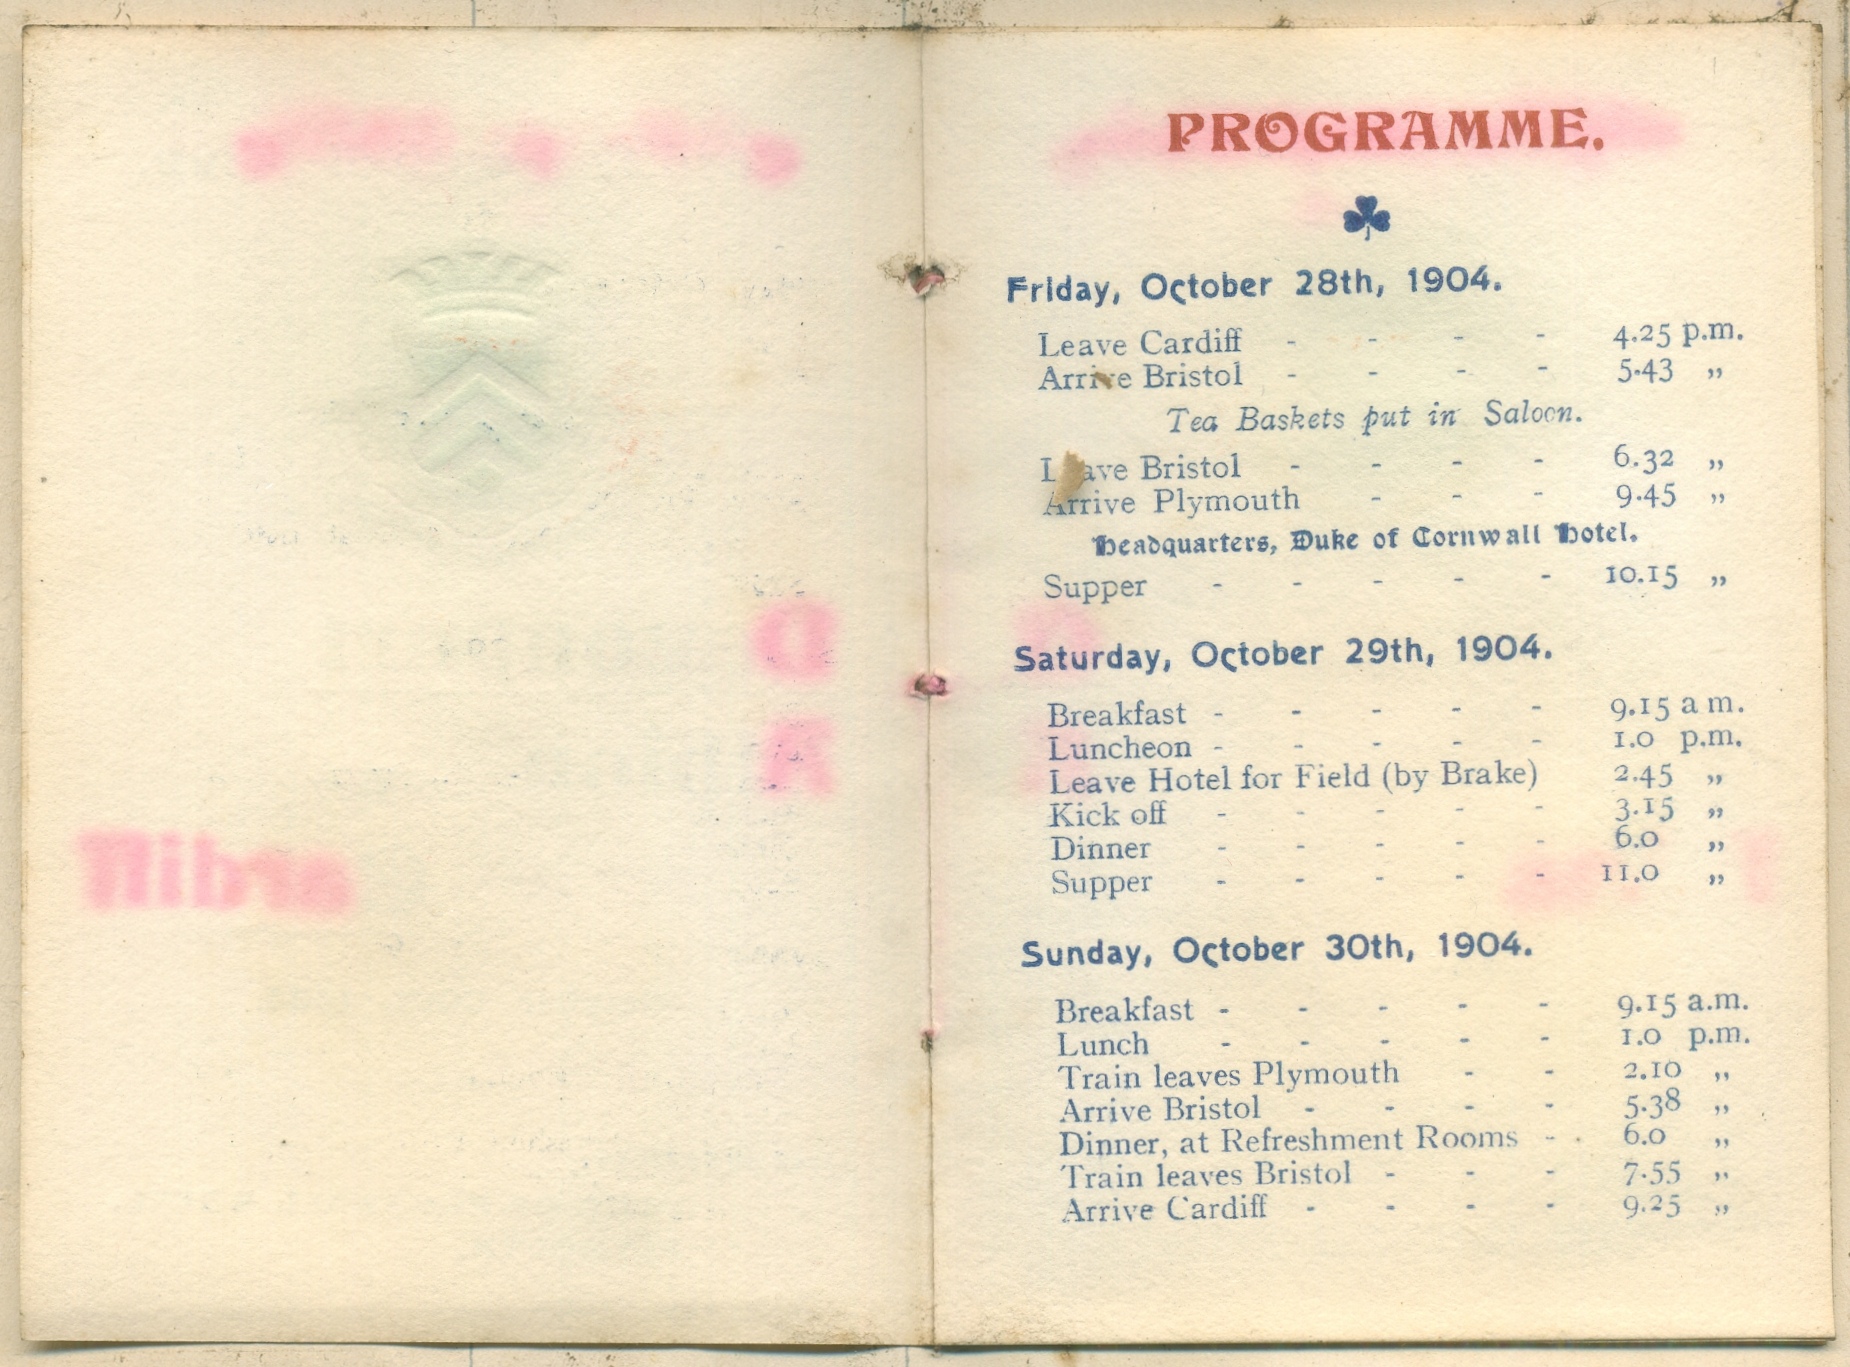 PROGRAMME.
Friday, October 28th, 1904.
Leave Cardiff - - - - 4.25 p.m.
Arrive Bristol - - - - 5.43 „
Tea Baskets put in Saloon.
Leave Bristol - - - - 6.32 „
Arrive Plymouth - - - 9.45 „
Headquarters, Duke of Cornwall Hotel.
Supper - - - - - 10.15 „
Saturday, October 29th, 1904.
Breakfast - - - - - 9.15 a m.
Luncheon - - - - - 1.0 p.m.
Leave Hotel for Field (by Brake) 2.45 „
Kick off - - - - - 3.15 „
Dinner - - - - - 6.0 „
Supper - - - - - 11.0 „
Sunday, October 30th, 1904.
Breakfast - - - - - 9.15 a.m.
Lunch - - - - - 1.0 p.m.
Train leaves Plymouth - - 2.10 „
Arrive Bristol - - - - 5.38 „
Dinner, at Refreshment Rooms - - 6.0 „
Train leaves Bristol - - - 7.55 „
Arrive Cardiff - - - - 9.25 „